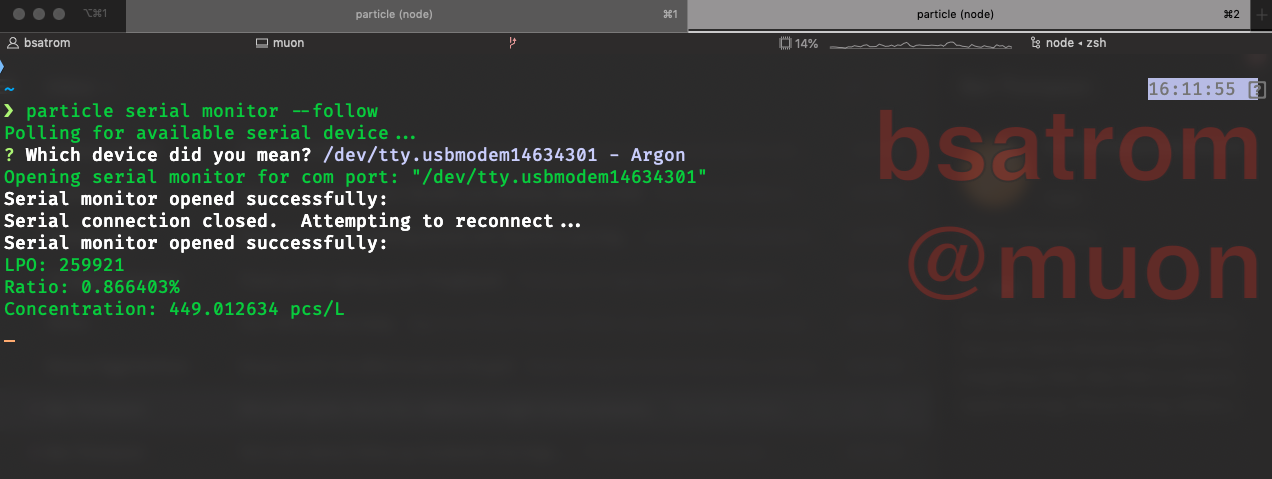 ⌥⌘1 particle (node) ⌘1 particle (node) ⌘2 +
bsatrom muon 14% node ◂ zsh
~ 16:11:55
❯ particle serial monitor --follow
Polling for available serial device...
? Which device did you mean? /dev/tty.usbmodem14634301 - Argon
Opening serial monitor for com port: "/dev/tty.usbmodem14634301"
Serial monitor opened successfully:
Serial connection closed.  Attempting to reconnect...
Serial monitor opened successfully:
LPO: 259921
Ratio: 0.866403%
Concentration: 449.012634 pcs/L
bsatrom
@muon